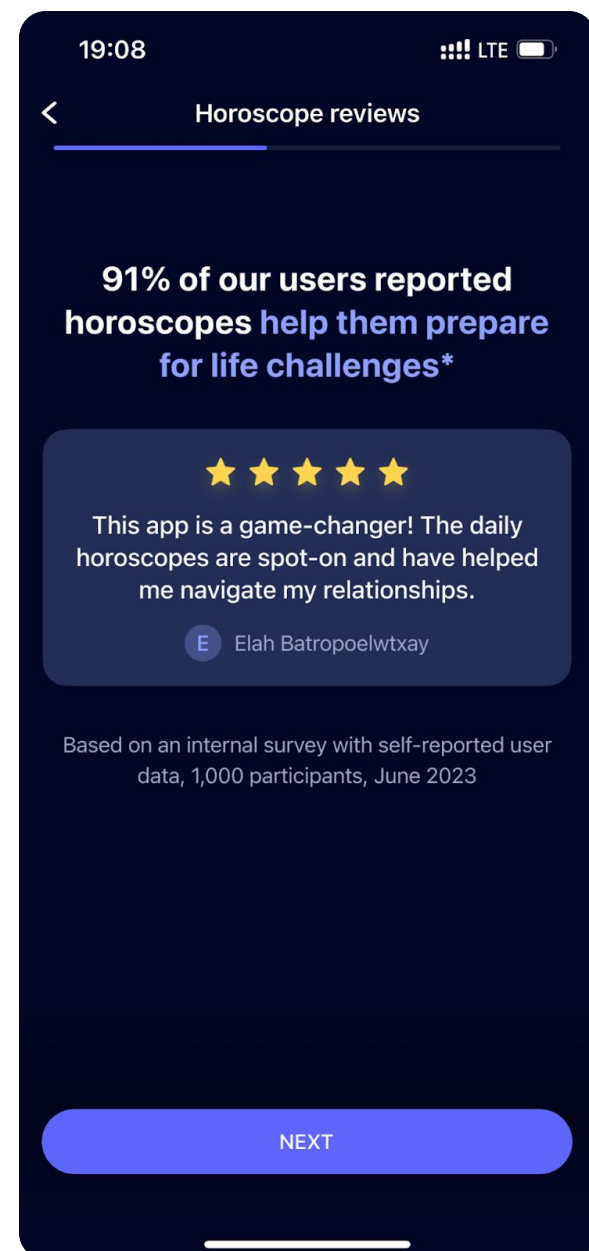 19:08 LTE
Horoscope reviews
91% of our users reported
horoscopes help them prepare
for life challenges*
This app is a game-changer! The daily
horoscopes are spot-on and have helped
me navigate my relationships.
E Elah Batropoelwtxay
Based on an internal survey with self-reported user
data, 1,000 participants, June 2023
NEXT